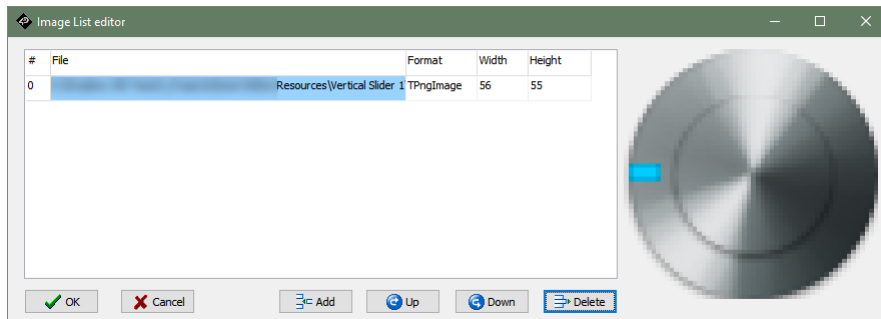 Image List editor
# File Format Width Height
0 Resources\Vertical Slider 1 TPngImage 56 55
OK Cancel Add Up Down Delete